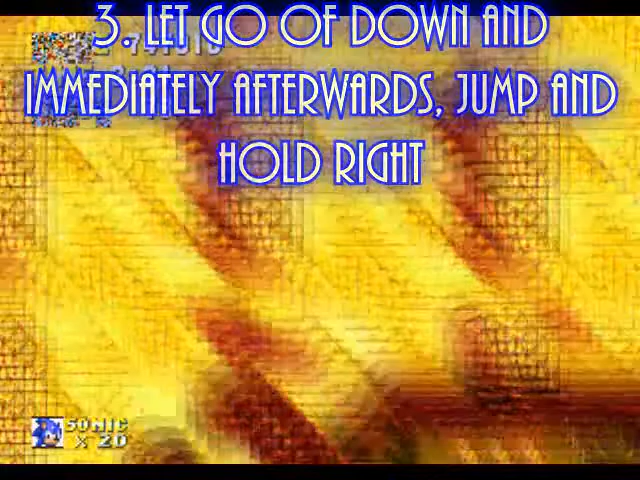 3. LET GO OF DOWN AND
IMMEDIATELY AFTERWARDS, JUMP AND
HOLD RIGHT
SONIC
x 20